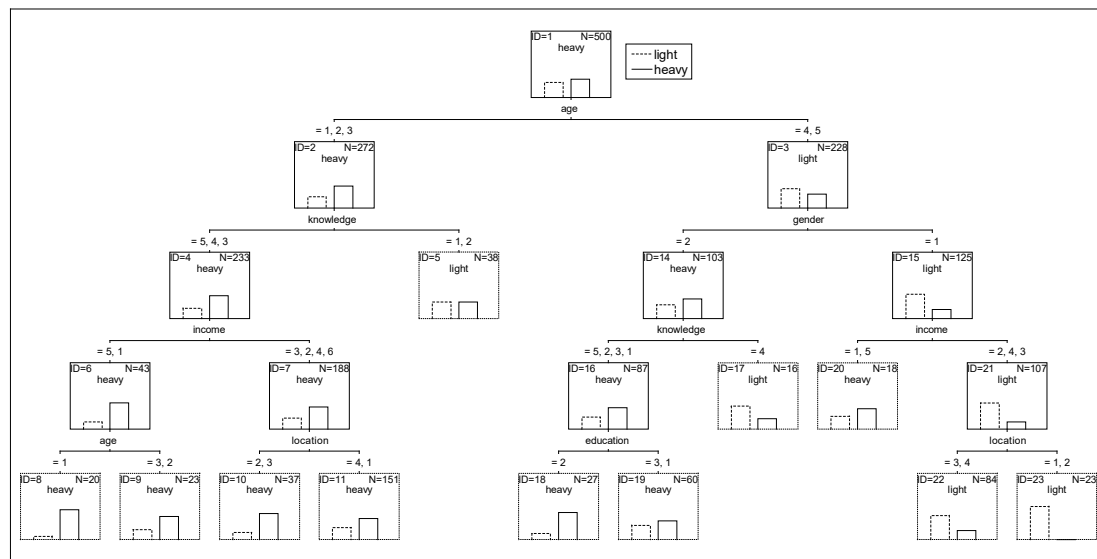 ID=1 N=500
heavy
light
heavy
age
= 1, 2, 3
= 4, 5
ID=2 N=272
heavy
ID=3 N=228
light
knowledge
gender
= 5, 4, 3
= 1, 2
= 2
= 1
ID=4 N=233
heavy
ID=5 N=38
light
ID=14 N=103
heavy
ID=15 N=125
light
income
knowledge
income
= 5, 1
= 3, 2, 4, 6
= 5, 2, 3, 1
= 4
= 1, 5
= 2, 4, 3
ID=6 N=43
heavy
ID=7 N=188
heavy
ID=16 N=87
heavy
ID=17 N=16
light
ID=20 N=18
heavy
ID=21 N=107
light
age
location
education
location
= 1
= 3, 2
= 2, 3
= 4, 1
= 2
= 3, 1
= 3, 4
= 1, 2
ID=8 N=20
heavy
ID=9 N=23
heavy
ID=10 N=37
heavy
ID=11 N=151
heavy
ID=18 N=27
heavy
ID=19 N=60
heavy
ID=22 N=84
light
ID=23 N=23
light